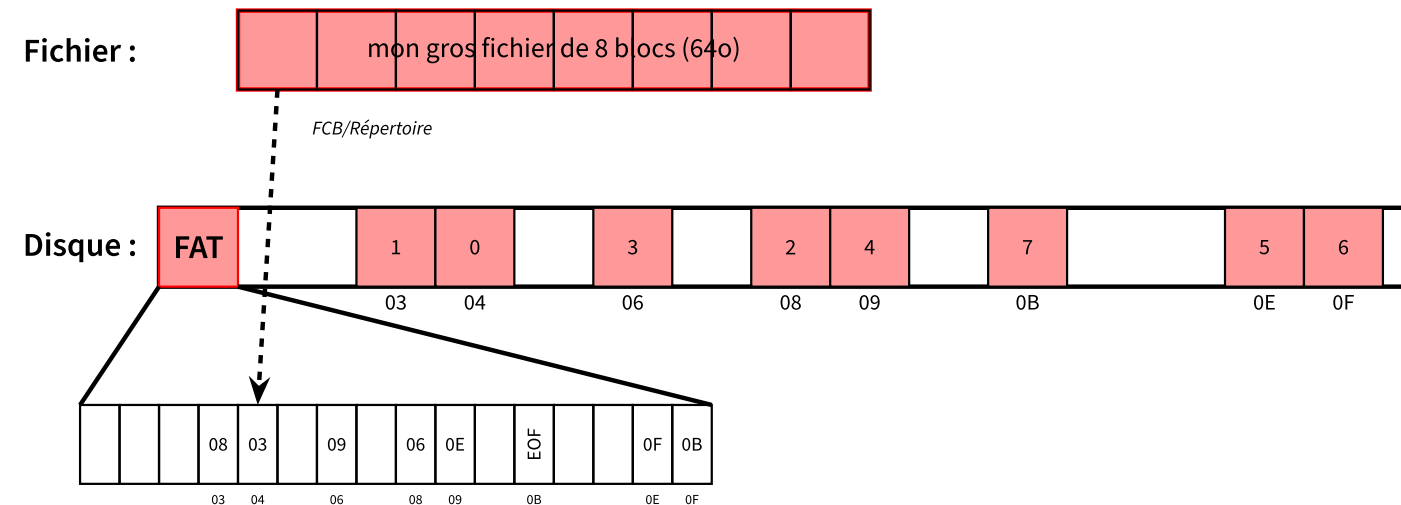 Fichier :
mon gros fichier de 8 blocs (64o)
FCB/Répertoire
Disque :
FAT 1 0 3 2 4 7 5 6
03 04 06 08 09 0B 0E 0F
08 03 09 06 0E EOF 0F 0B
03 04 06 08 09 0B 0E 0F